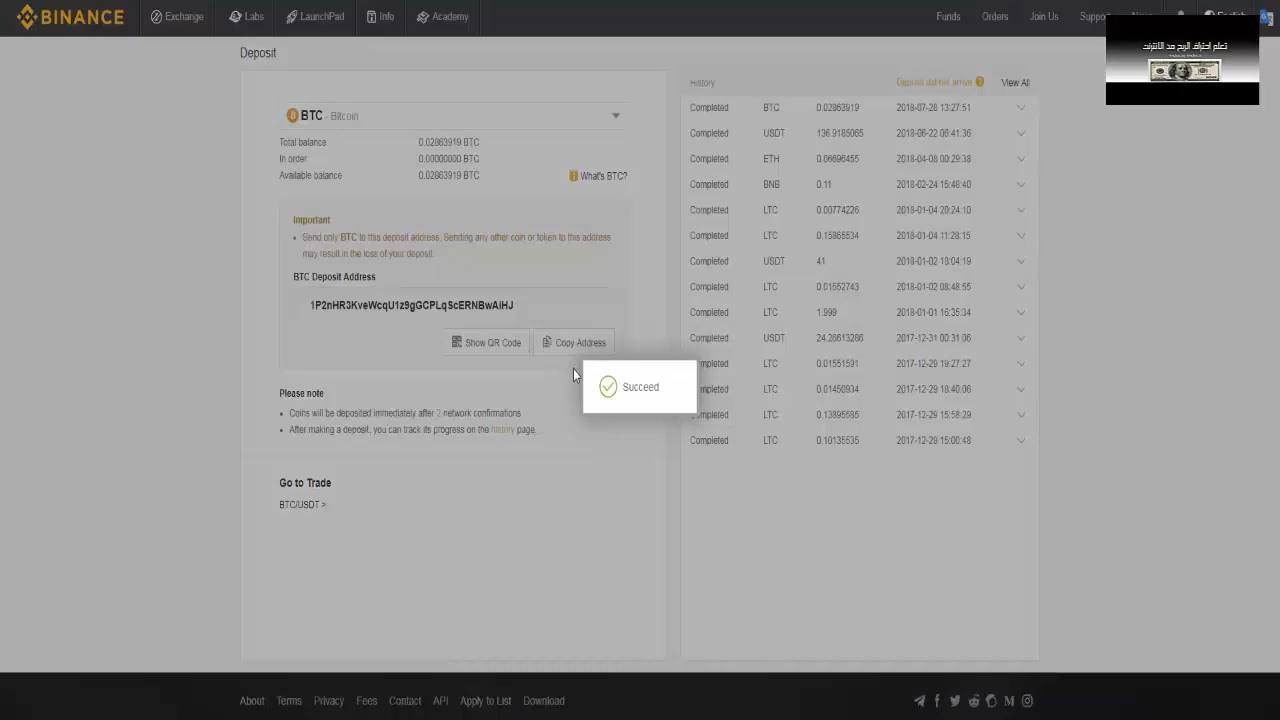 BINANCE
Exchange
Labs
LaunchPad
Info
Academy
Funds
Orders
Join Us
English
تعلم احتراف الربح من الانترنت
Deposit
BTC - Bitcoin
Total balance 0.02863919 BTC
In order 0.00000000 BTC
Available balance 0.02863919 BTC
What's BTC?
Important
Send only BTC to this deposit address. Sending any other coin or token to this address
may result in the loss of your deposit.
BTC Deposit Address
1P2nHR3KveWcqU1z9gGCPLqScERNBwAiHJ
Show QR Code
Copy Address
Please note
Coins will be deposited immediately after 2 network confirmations
After making a deposit, you can track its progress on the history page.
Go to Trade
BTC/USDT >
Succeed
History
Deposit did not arrive ?
View All
Completed BTC 0.02863919 2018-07-28 13:27:51
Completed USDT 136.9185065 2018-06-22 06:41:36
Completed ETH 0.06696455 2018-04-08 00:29:38
Completed BNB 0.11 2018-02-24 15:48:40
Completed LTC 0.00774226 2018-01-04 20:24:10
Completed LTC 0.15865534 2018-01-04 11:28:15
Completed USDT 41 2018-01-02 18:04:19
Completed LTC 0.01552743 2018-01-02 08:48:55
Completed LTC 1.999 2018-01-01 16:35:34
Completed USDT 24.26613286 2017-12-31 00:31:06
Completed LTC 0.01551591 2017-12-29 19:27:27
mpleted LTC 0.01450934 2017-12-29 18:40:06
mpleted LTC 0.13895585 2017-12-29 15:58:29
Completed LTC 0.10135535 2017-12-29 15:00:48
About
Terms
Privacy
Fees
Contact
API
Apply to List
Download